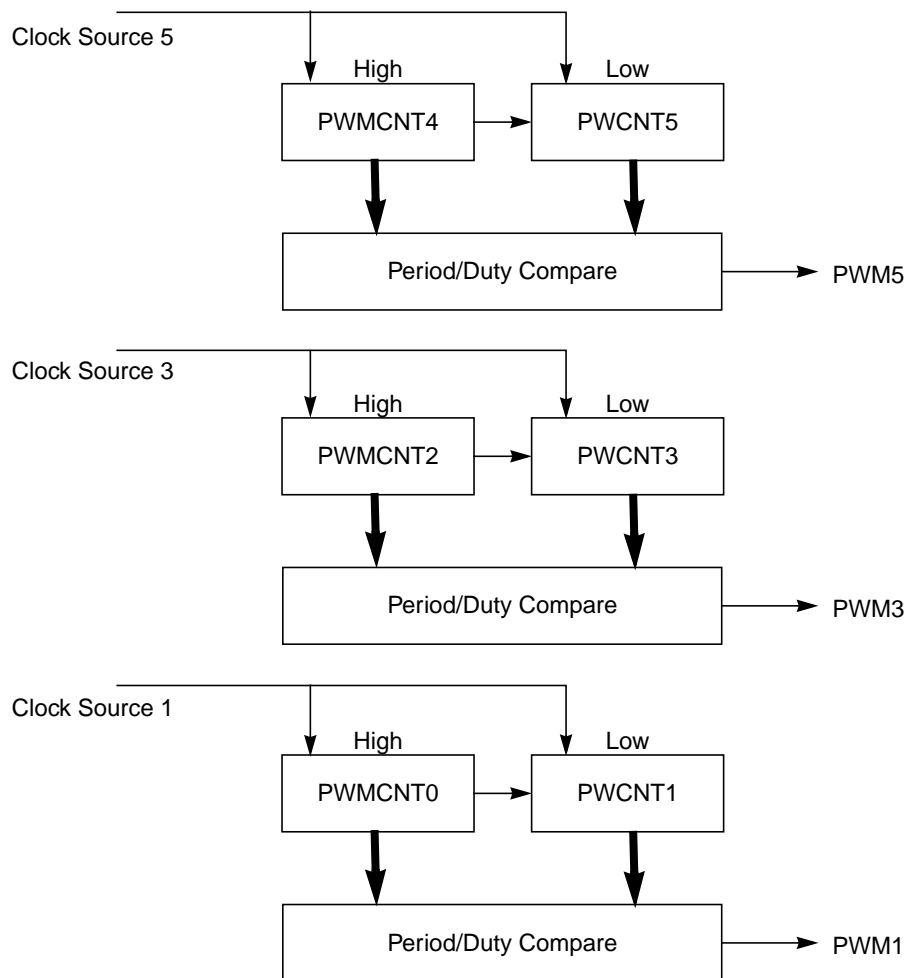 Clock Source 5
High
Low
PWMCNT4
PWCNT5
Period/Duty Compare
PWM5
Clock Source 3
High
Low
PWMCNT2
PWCNT3
Period/Duty Compare
PWM3
Clock Source 1
High
Low
PWMCNT0
PWCNT1
Period/Duty Compare
PWM1